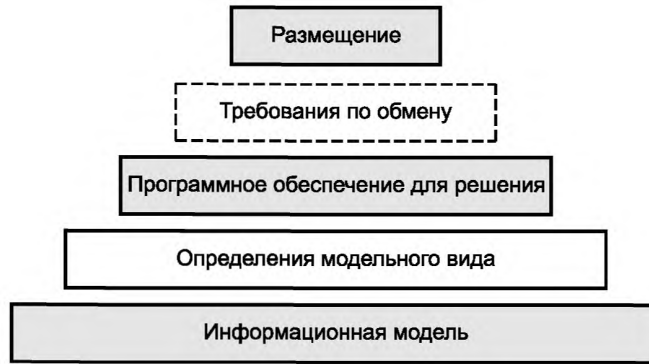 Размещение
Требования по обмену
Программное обеспечение для решения
Определения модельного вида
Информационная модель